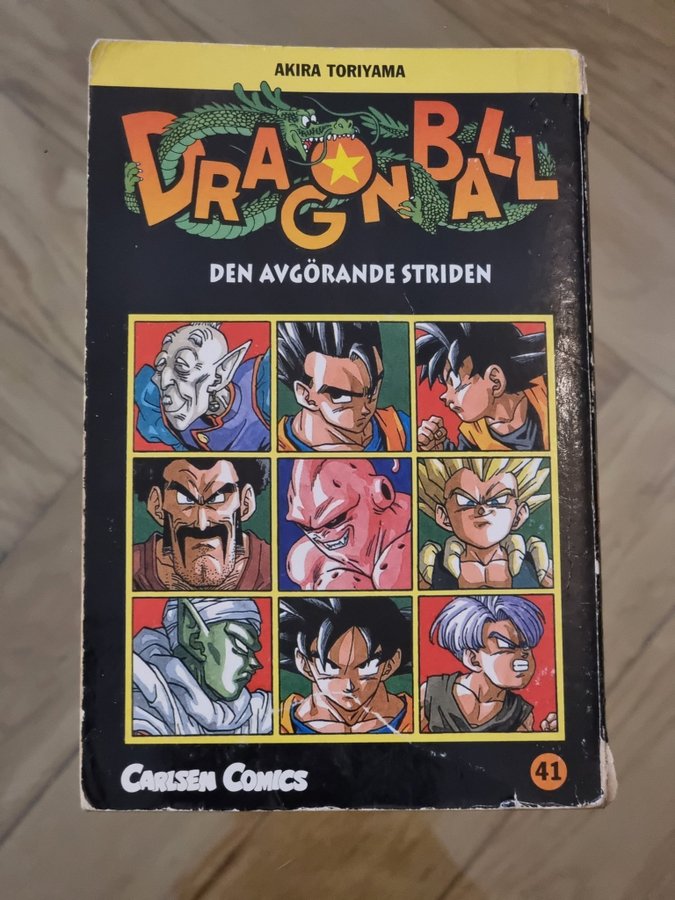 AKIRA TORIYAMA
DRAGON BALL
DEN AVGÖRANDE STRIDEN
CARLSEN COMICS
41